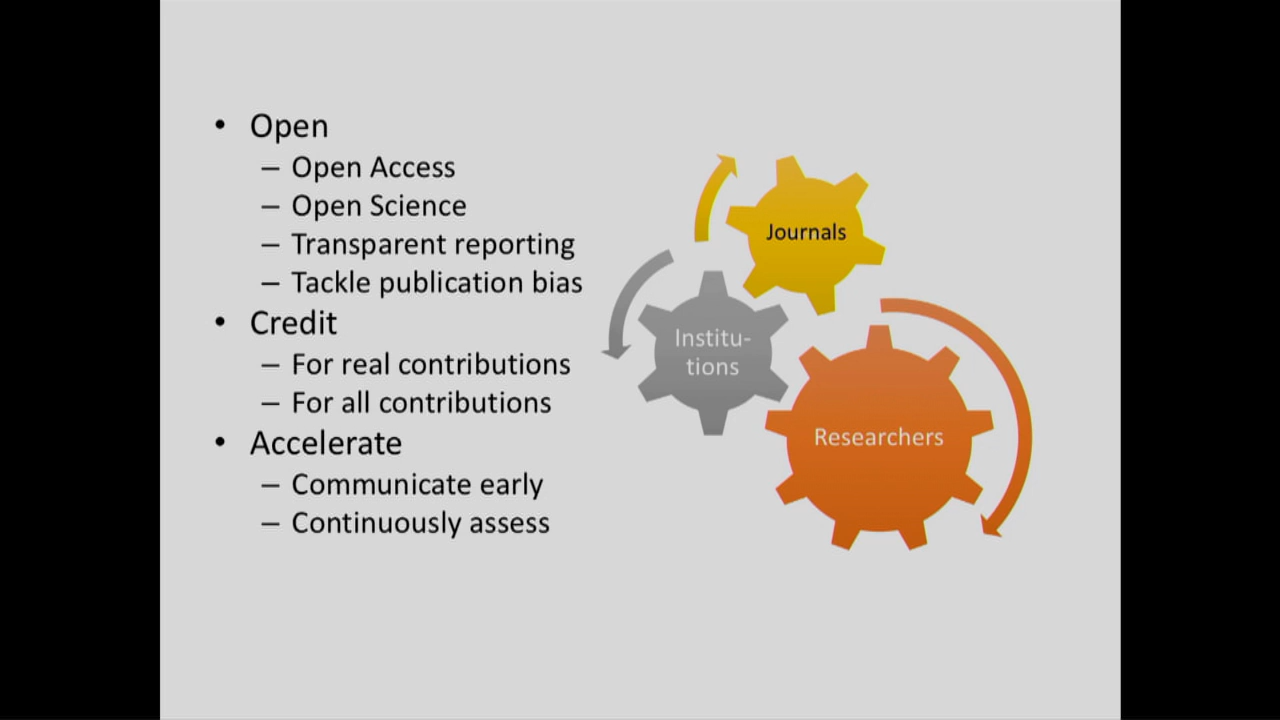 • Open
– Open Access
– Open Science
– Transparent reporting
– Tackle publication bias
• Credit
– For real contributions
– For all contributions
• Accelerate
– Communicate early
– Continuously assess
Journals
Institu-
tions
Researchers